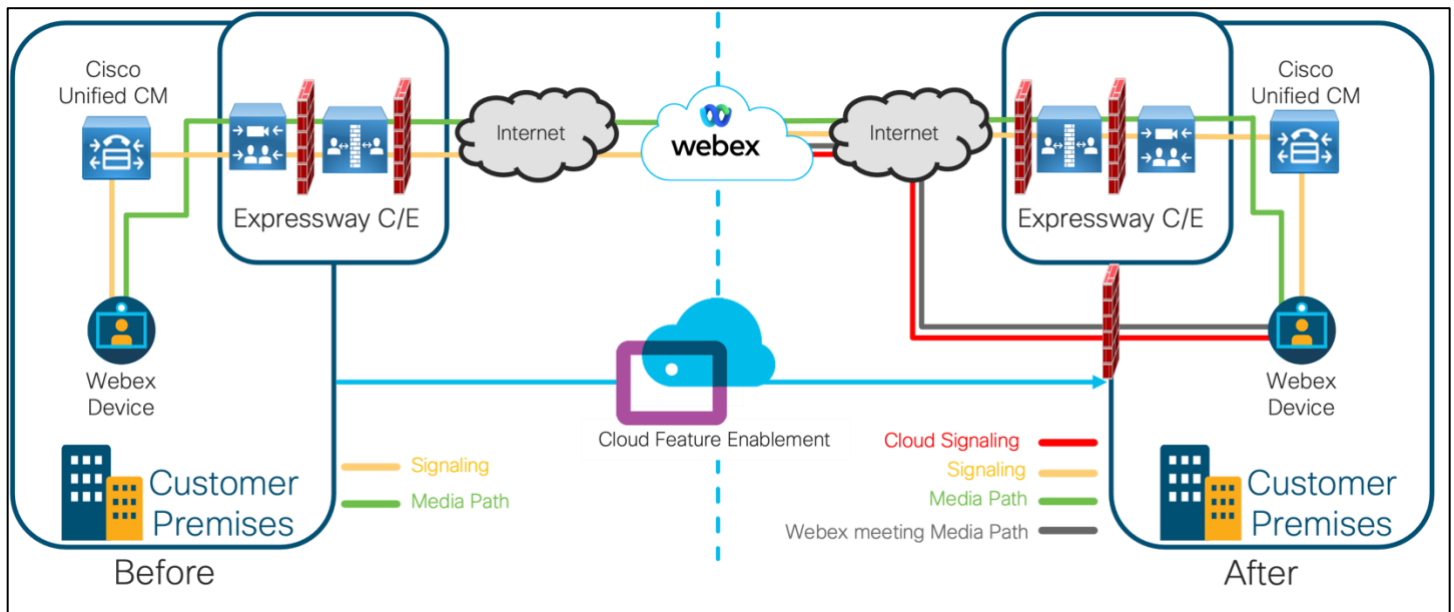 Cisco
Unified CM
Internet
Expressway C/E
Webex
Device
Signaling
Media Path
Customer
Premises
Before
webex
Cloud Feature Enablement
Internet
Expressway C/E
Cisco
Unified CM
Webex
Device
Cloud Signaling
Signaling
Media Path
Webex meeting Media Path
Customer
Premises
After